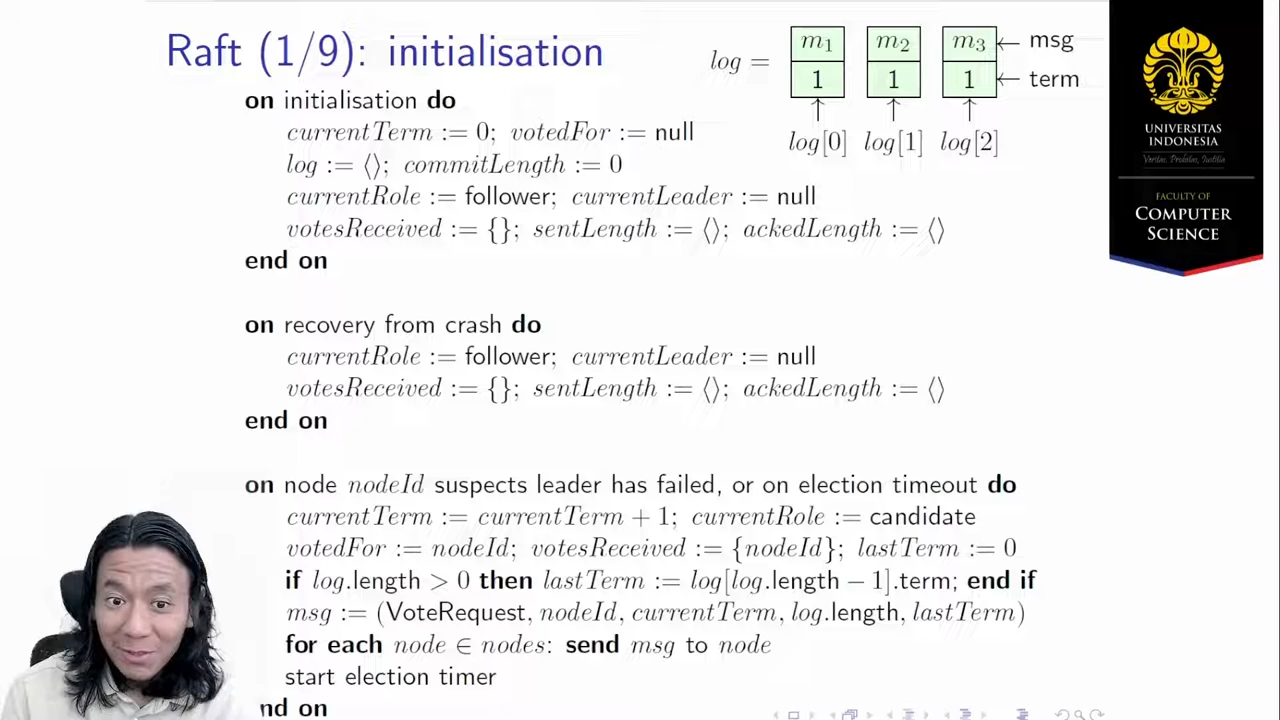 Raft (1/9): initialisation
on initialisation do
currentTerm := 0; votedFor := null
log := ⟨⟩; commitLength := 0
currentRole := follower; currentLeader := null
votesReceived := {}; sentLength := ⟨⟩; ackedLength := ⟨⟩
end on
log =
m₁ m₂ m₃ ← msg
1 1 1 ← term
log[0] log[1] log[2]
on recovery from crash do
currentRole := follower; currentLeader := null
votesReceived := {}; sentLength := ⟨⟩; ackedLength := ⟨⟩
end on
on node nodeId suspects leader has failed, or on election timeout do
currentTerm := currentTerm + 1; currentRole := candidate
votedFor := nodeId; votesReceived := {nodeId}; lastTerm := 0
if log.length > 0 then lastTerm := log[log.length − 1].term; end if
msg := (VoteRequest, nodeId, currentTerm, log.length, lastTerm)
for each node ∈ nodes: send msg to node
start election timer
nd on
UNIVERSITAS
INDONESIA
Veritas, Probitas, Iustitia
FACULTY OF
COMPUTER
SCIENCE